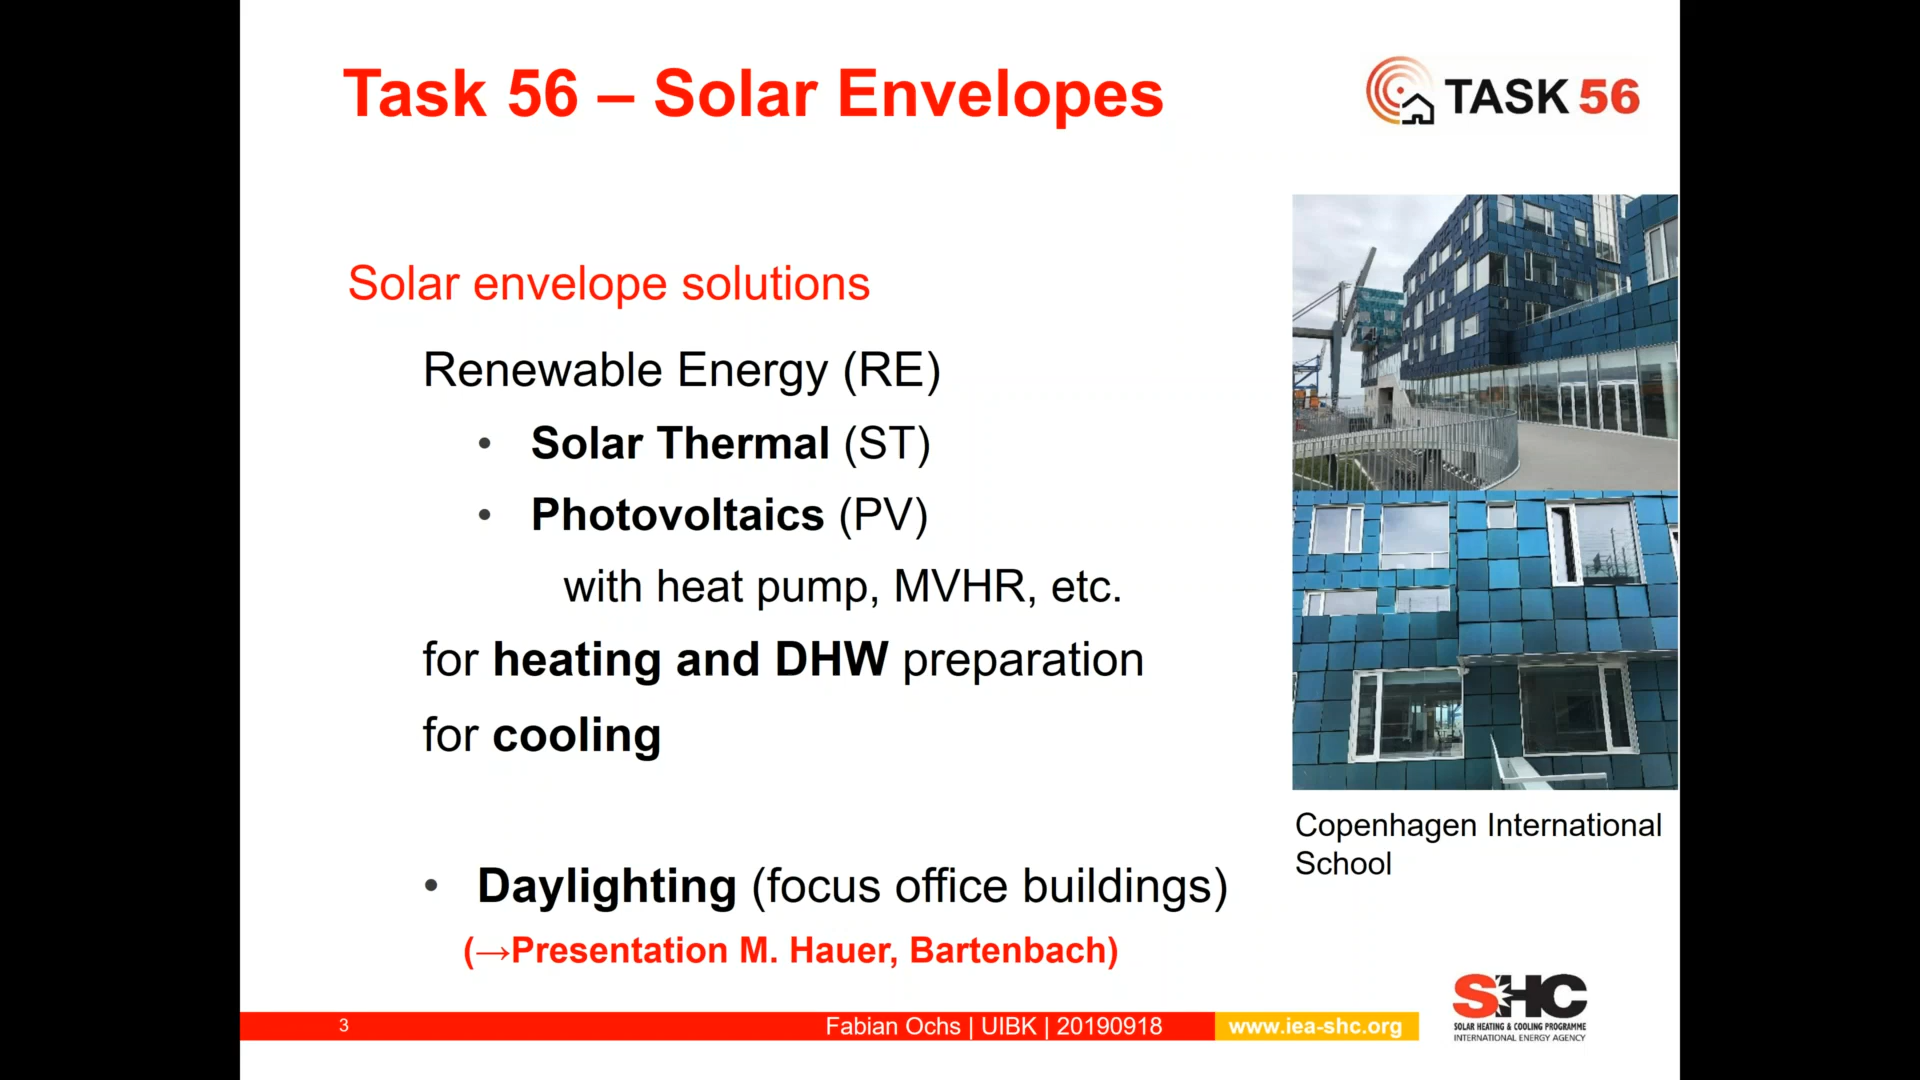 Task 56 – Solar Envelopes
TASK 56
Solar envelope solutions
Renewable Energy (RE)
• Solar Thermal (ST)
• Photovoltaics (PV)
with heat pump, MVHR, etc.
for heating and DHW preparation
for cooling
• Daylighting (focus office buildings)
(→Presentation M. Hauer, Bartenbach)
Copenhagen International
School
3
Fabian Ochs | UIBK | 20190918
www.iea-shc.org
SHC
SOLAR HEATING & COOLING PROGRAMME
INTERNATIONAL ENERGY AGENCY